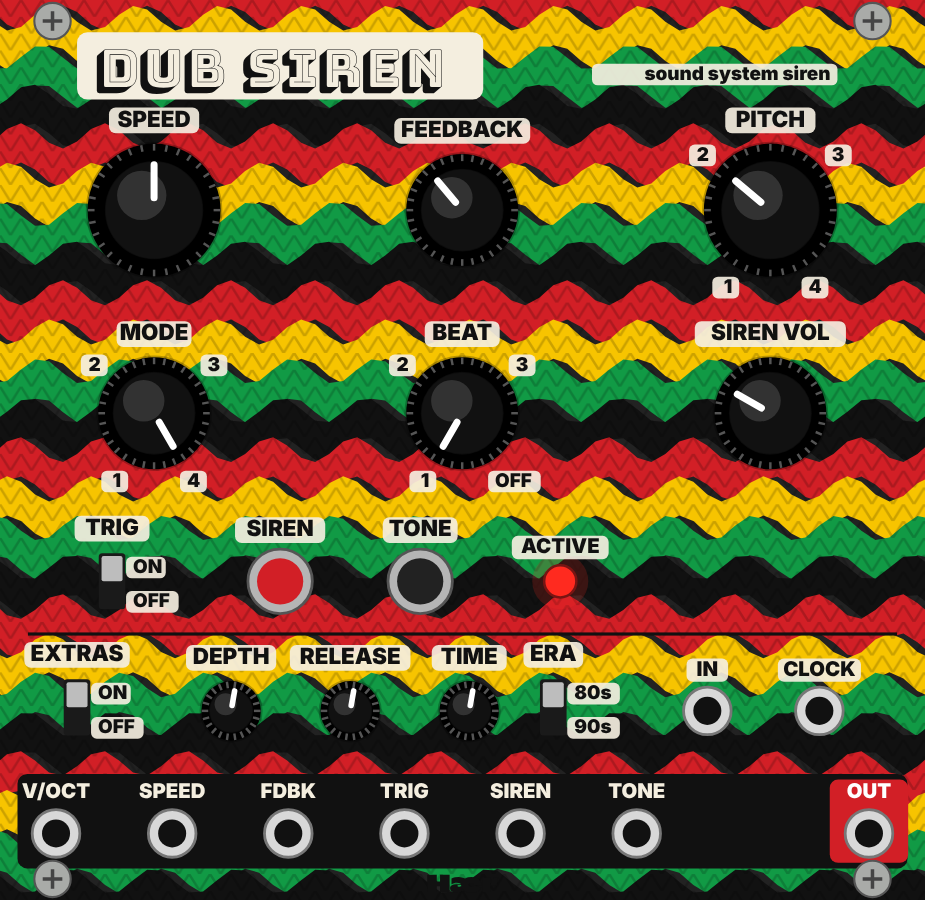 DUB SIREN
sound system siren
SPEED
FEEDBACK
PITCH
2
3
1
4
MODE
BEAT
SIREN VOL
2
3
2
3
1
4
1
OFF
TRIG
SIREN
TONE
ACTIVE
ON
OFF
EXTRAS
DEPTH
RELEASE
TIME
ERA
IN
CLOCK
ON
OFF
80s
90s
V/OCT
SPEED
FDBK
TRIG
SIREN
TONE
OUT